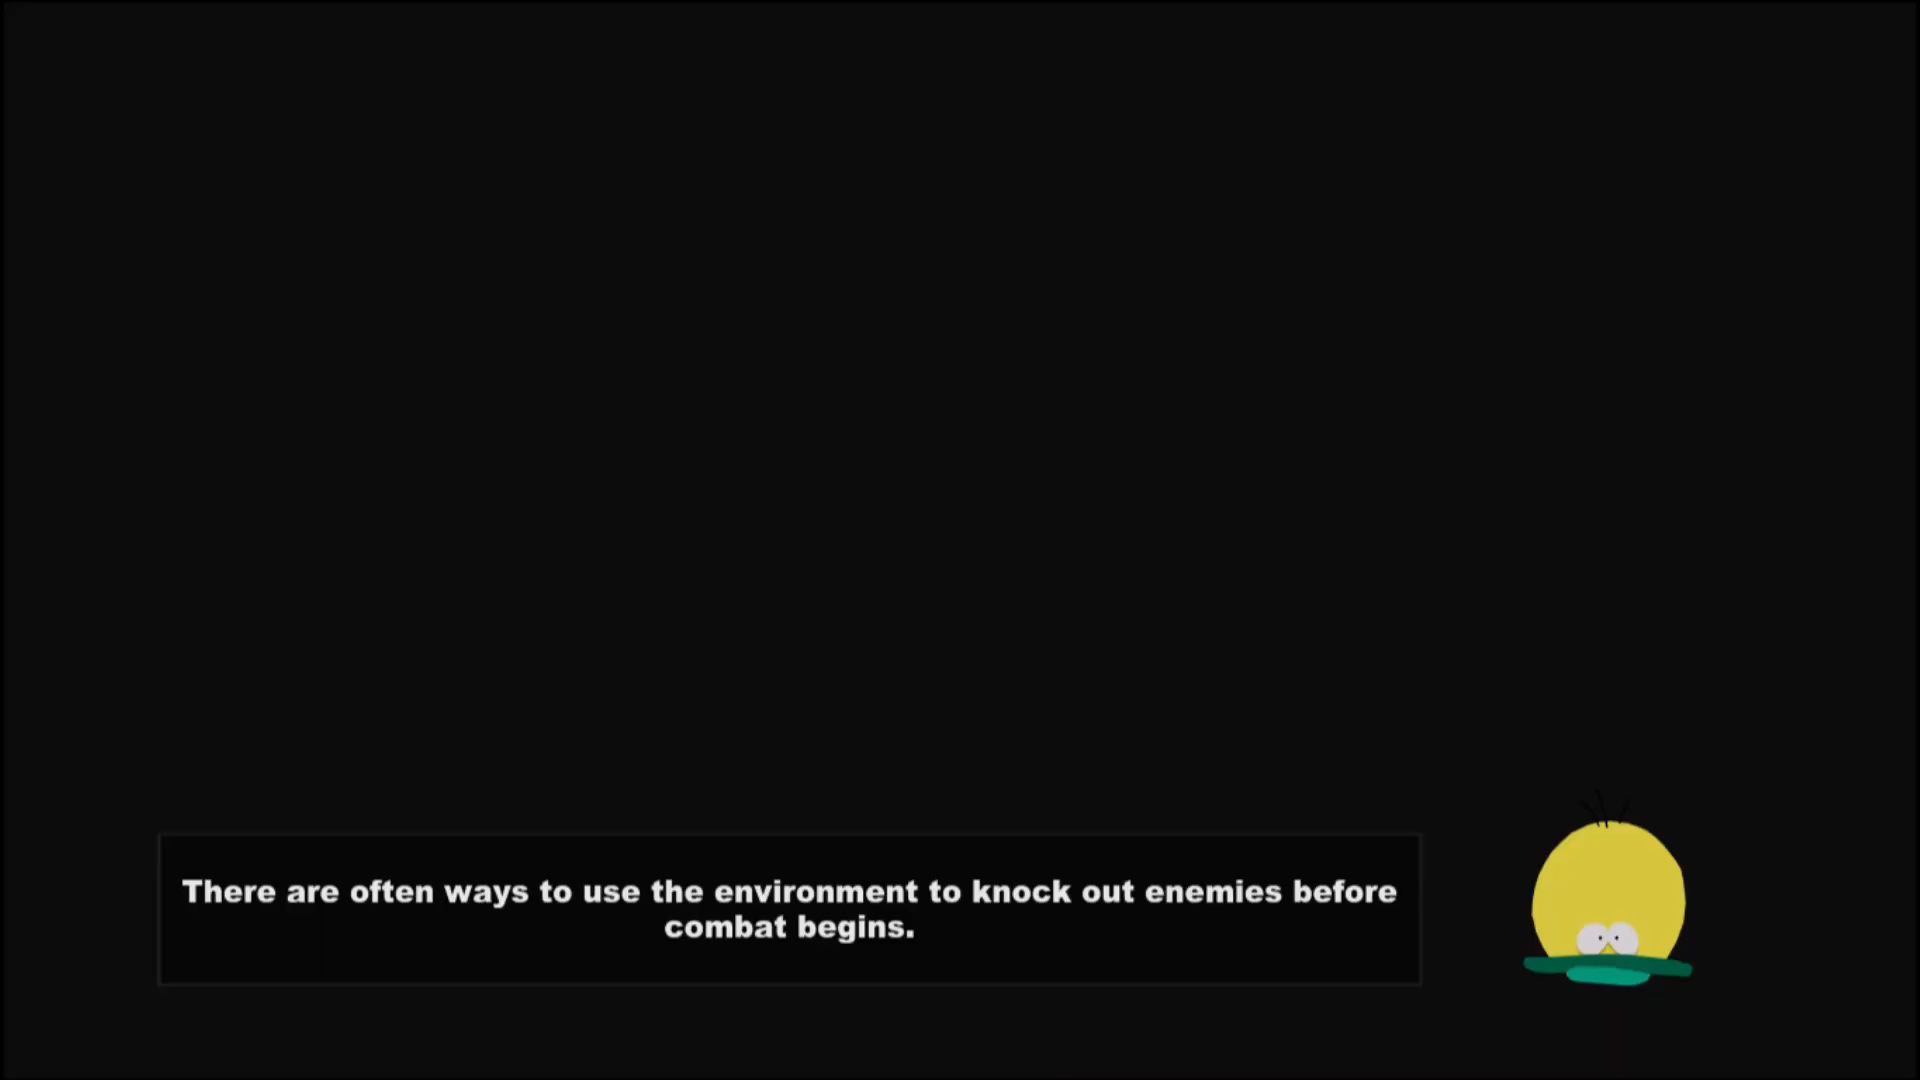 There are often ways to use the environment to knock out enemies before
combat begins.